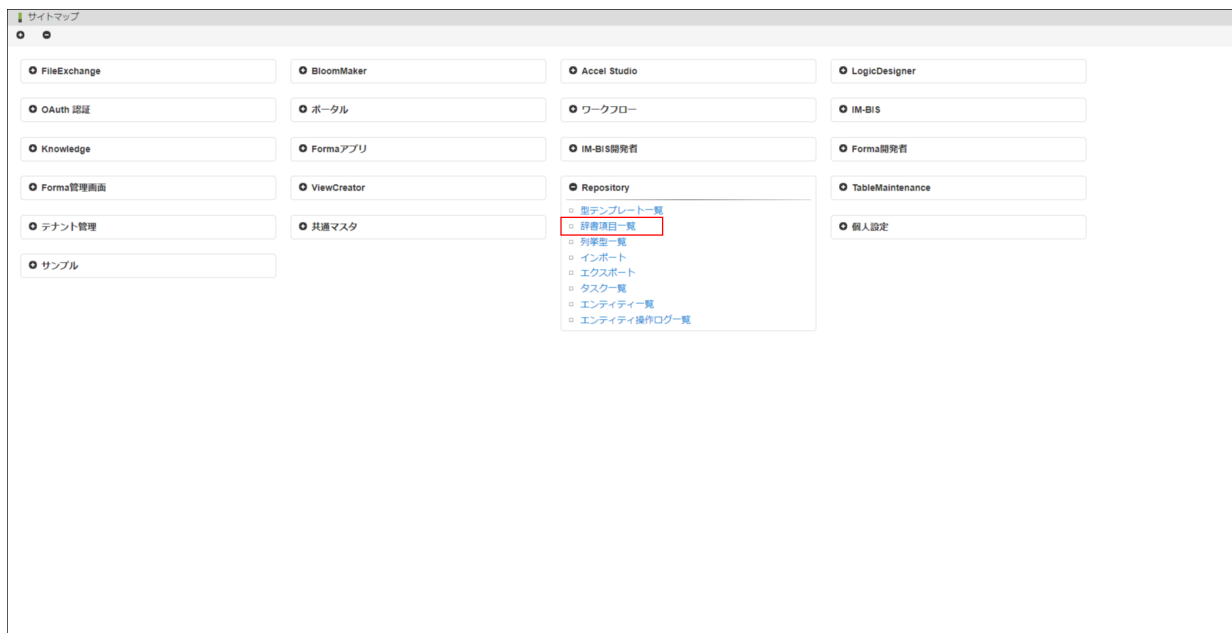 サイトマップ
FileExchange
BloomMaker
Accel Studio
LogicDesigner
OAuth 認証
ポータル
ワークフロー
IM-BIS
Knowledge
Formaアプリ
IM-BIS開発者
Forma開発者
Forma管理画面
ViewCreator
Repository
TableMaintenance
型テンプレート一覧
テナント管理
共通マスタ
辞書項目一覧
個人設定
列挙型一覧
インポート
サンプル
エクスポート
タスク一覧
エンティティ一覧
エンティティ操作ログ一覧